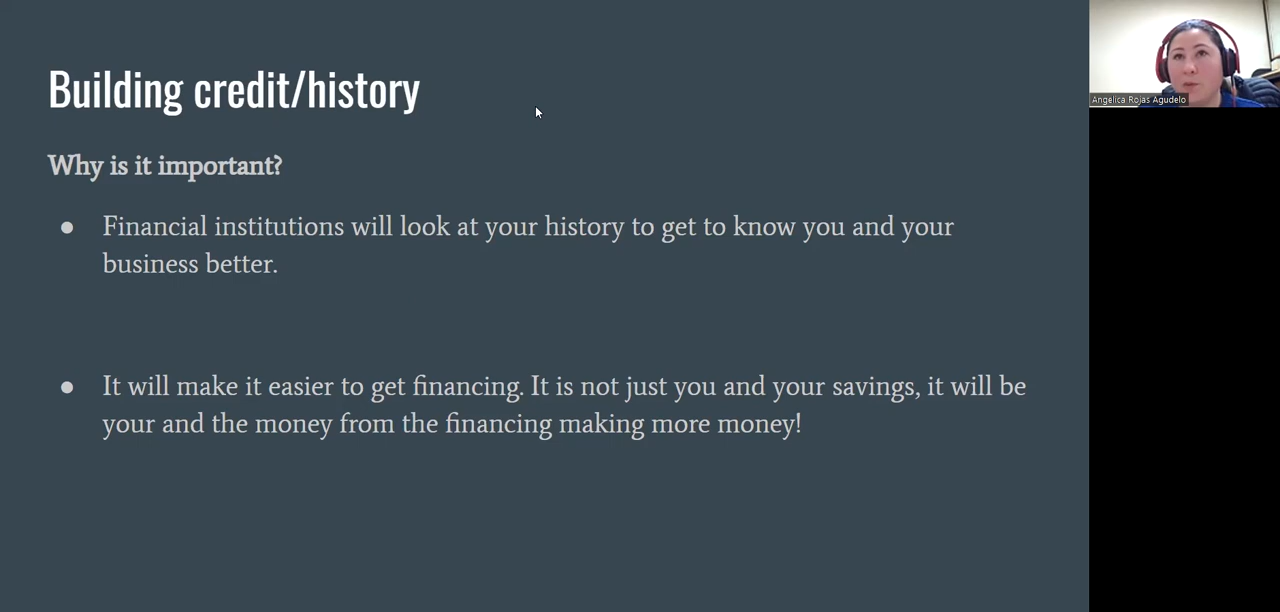 Building credit/history
Why is it important?
● Financial institutions will look at your history to get to know you and your
business better.
● It will make it easier to get financing. It is not just you and your savings, it will be
your and the money from the financing making more money!
Angelica Rojas Agudelo